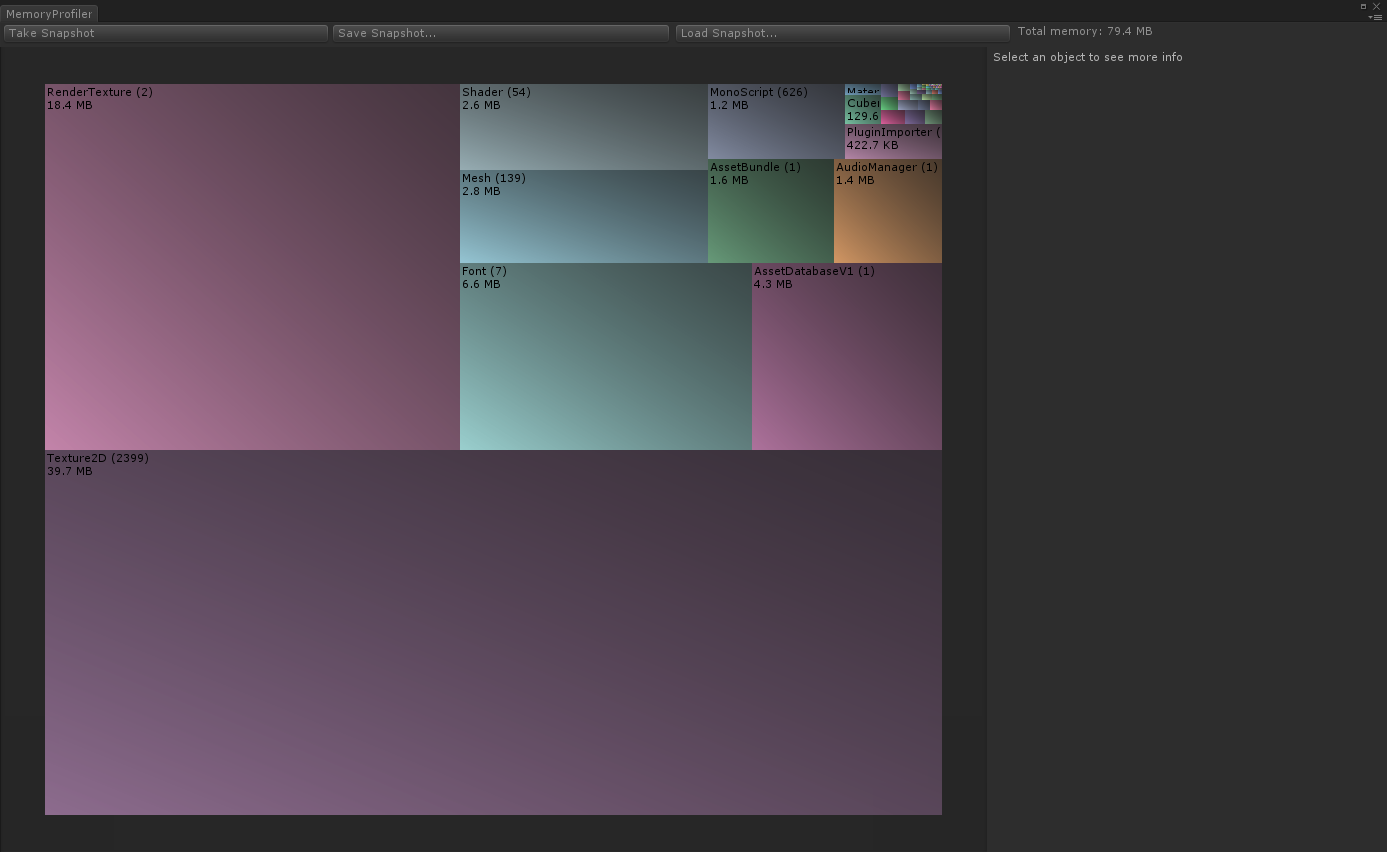 MemoryProfiler
Take Snapshot
Save Snapshot...
Load Snapshot...
Total memory: 79.4 MB
Select an object to see more info
RenderTexture (2)
18.4 MB
Shader (54)
2.6 MB
MonoScript (626)
1.2 MB
Mater
Cuber
129.6
PluginImporter (
422.7 KB
Mesh (139)
2.8 MB
AssetBundle (1)
1.6 MB
AudioManager (1)
1.4 MB
Font (7)
6.6 MB
AssetDatabaseV1 (1)
4.3 MB
Texture2D (2399)
39.7 MB